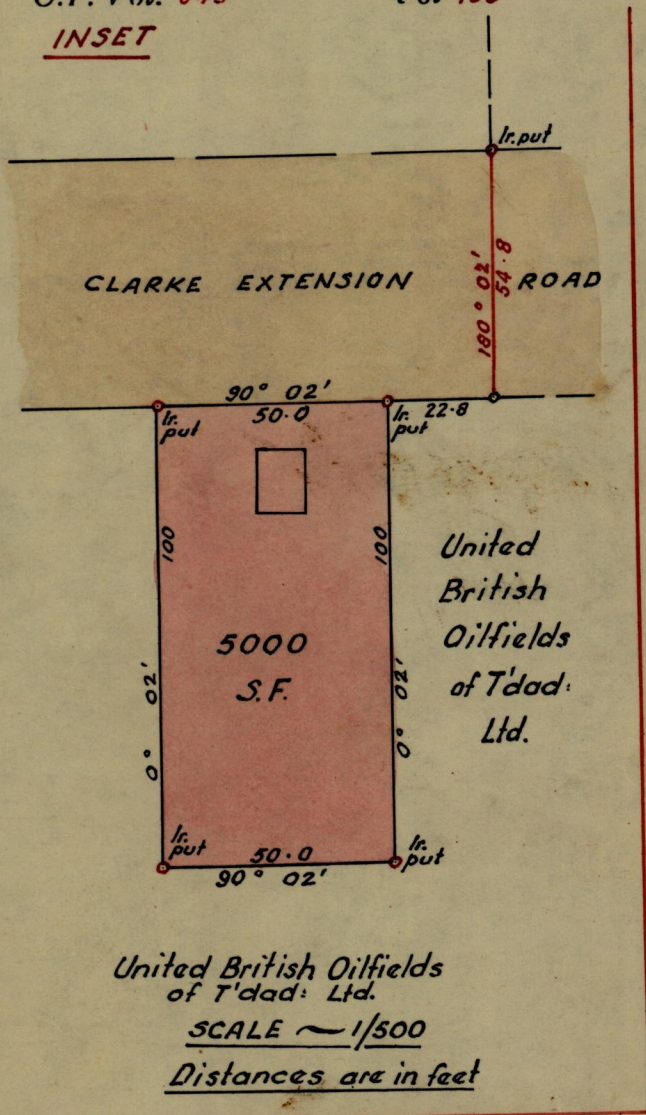 INSET
Ir. put
CLARKE EXTENSION ROAD
180° 02'
54·8
90° 02'
50·0
Ir.
put
Ir. 22·8
put
100
100
United
British
Oilfields
of T'dad:
Ltd.
5000
S.F.
0° 02'
0° 02'
Ir.
put
50·0
90° 02'
Ir.
put
United British Oilfields
of T'dad: Ltd.
SCALE ~ 1/500
Distances are in feet